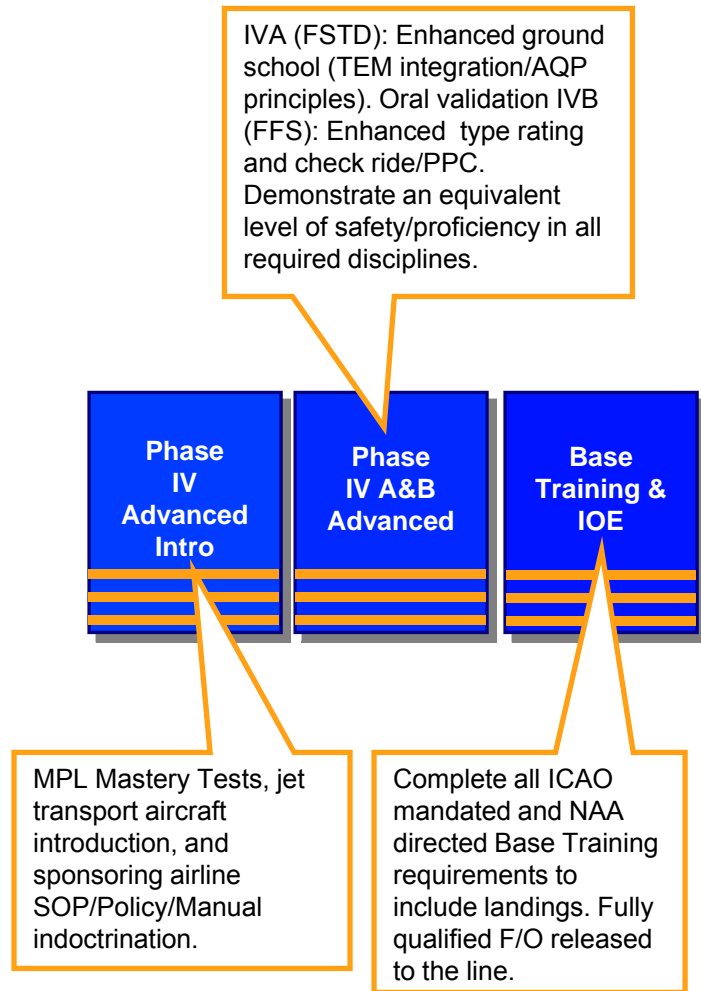 IVA (FSTD): Enhanced ground
school (TEM integration/AQP
principles). Oral validation IVB
(FFS): Enhanced  type rating
and check ride/PPC.
Demonstrate an equivalent
level of safety/proficiency in all
required disciplines.
Phase
IV
Advanced
Intro
Phase
IV A&B
Advanced
Base
Training &
IOE
MPL Mastery Tests, jet
transport aircraft
introduction, and
sponsoring airline
SOP/Policy/Manual
indoctrination.
Complete all ICAO
mandated and NAA
directed Base Training
requirements to
include landings. Fully
qualified F/O released
to the line.